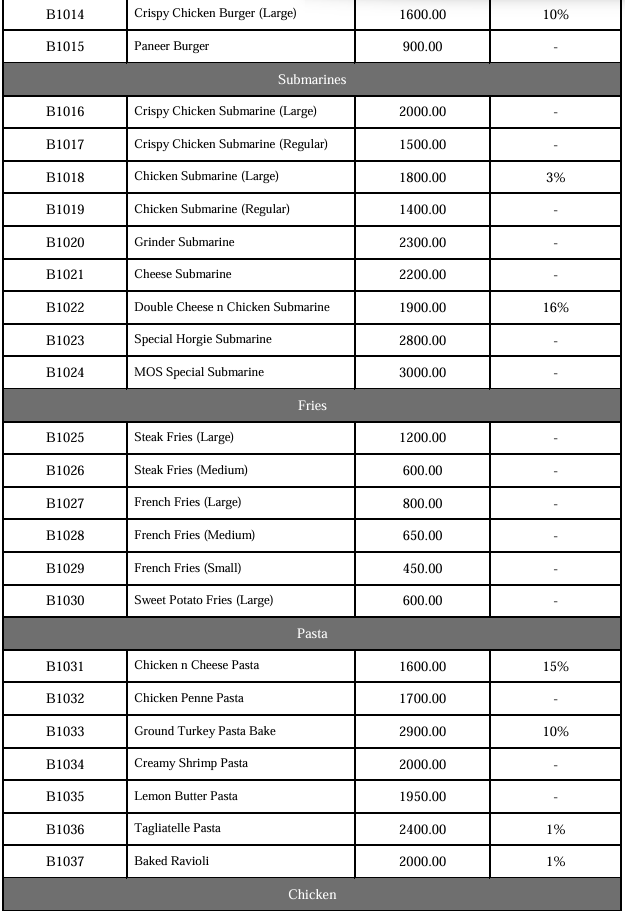 B1014 Crispy Chicken Burger (Large) 1600.00 10%
B1015 Paneer Burger 900.00 -
Submarines
B1016 Crispy Chicken Submarine (Large) 2000.00 -
B1017 Crispy Chicken Submarine (Regular) 1500.00 -
B1018 Chicken Submarine (Large) 1800.00 3%
B1019 Chicken Submarine (Regular) 1400.00 -
B1020 Grinder Submarine 2300.00 -
B1021 Cheese Submarine 2200.00 -
B1022 Double Cheese n Chicken Submarine 1900.00 16%
B1023 Special Horgie Submarine 2800.00 -
B1024 MOS Special Submarine 3000.00 -
Fries
B1025 Steak Fries (Large) 1200.00 -
B1026 Steak Fries (Medium) 600.00 -
B1027 French Fries (Large) 800.00 -
B1028 French Fries (Medium) 650.00 -
B1029 French Fries (Small) 450.00 -
B1030 Sweet Potato Fries (Large) 600.00 -
Pasta
B1031 Chicken n Cheese Pasta 1600.00 15%
B1032 Chicken Penne Pasta 1700.00 -
B1033 Ground Turkey Pasta Bake 2900.00 10%
B1034 Creamy Shrimp Pasta 2000.00 -
B1035 Lemon Butter Pasta 1950.00 -
B1036 Tagliatelle Pasta 2400.00 1%
B1037 Baked Ravioli 2000.00 1%
Chicken